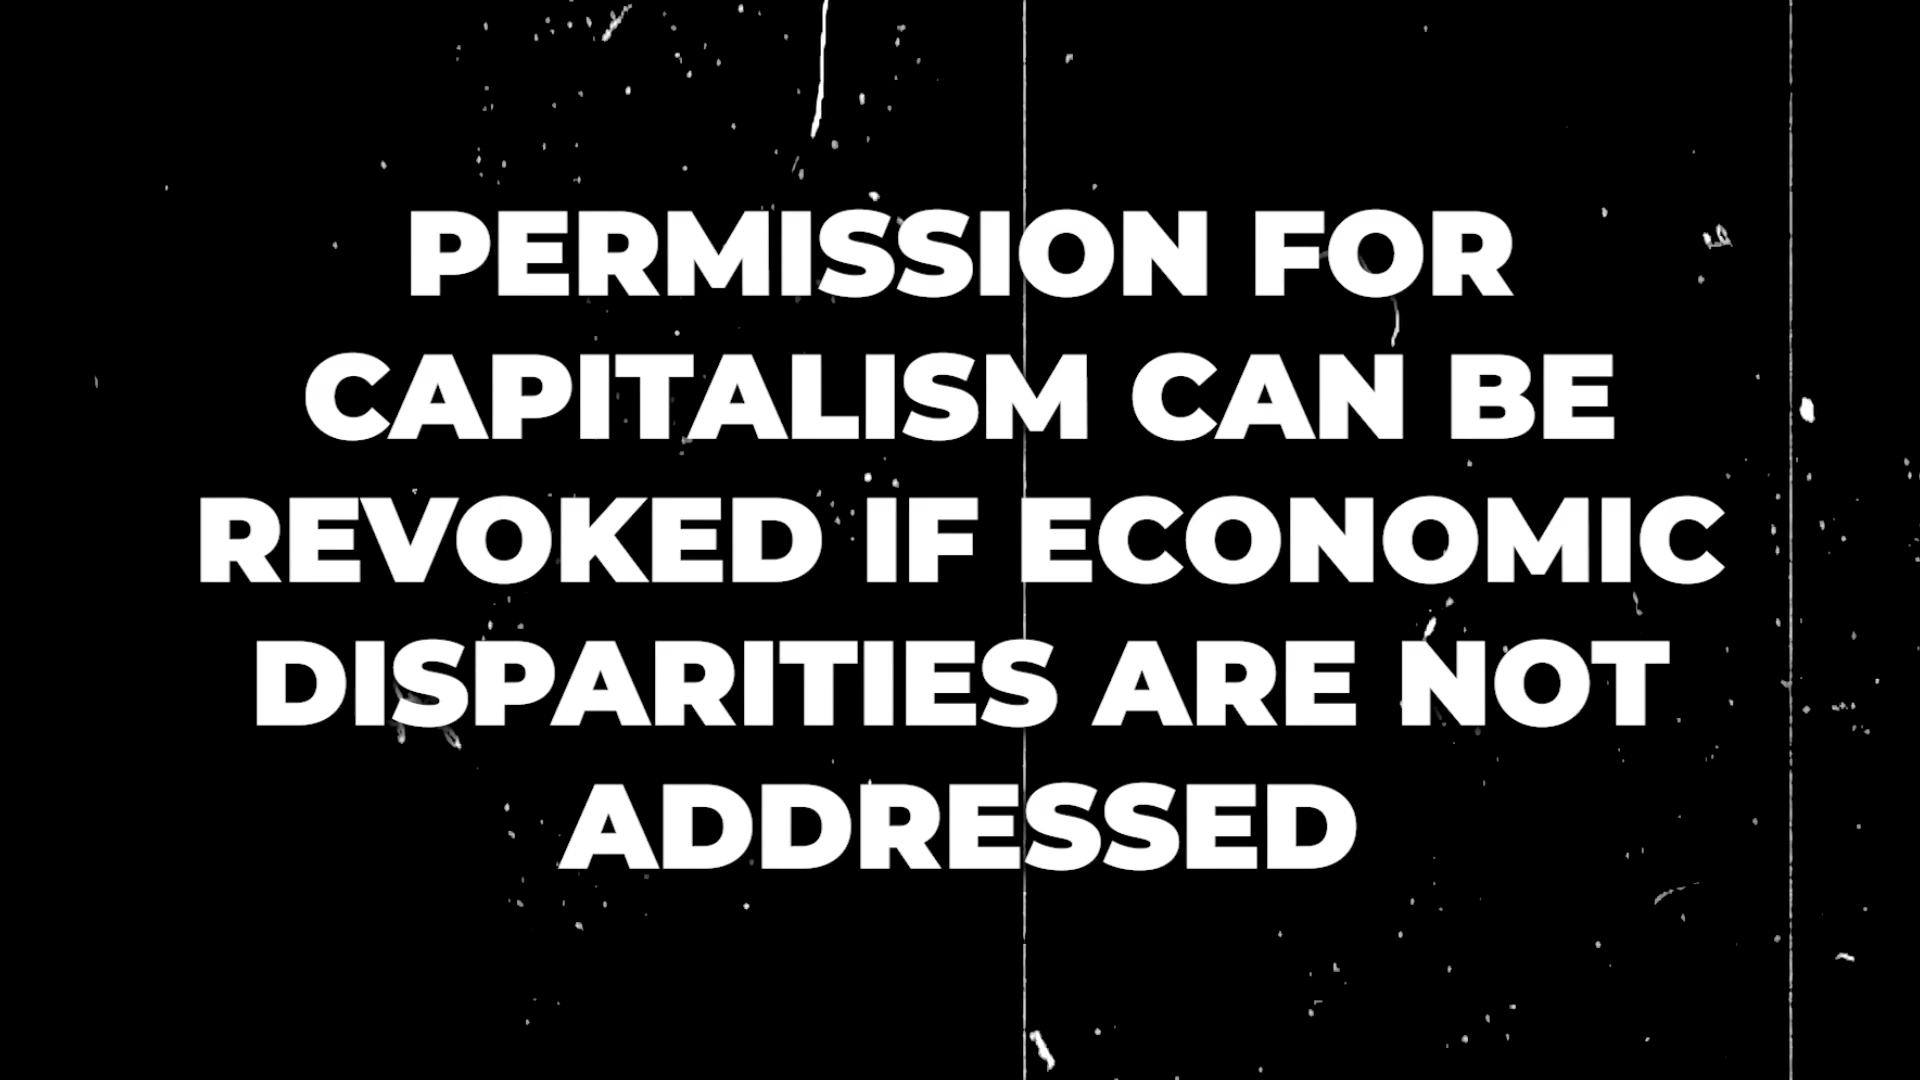 PERMISSION FOR
CAPITALISM CAN BE
REVOKED IF ECONOMIC
DISPARITIES ARE NOT
ADDRESSED